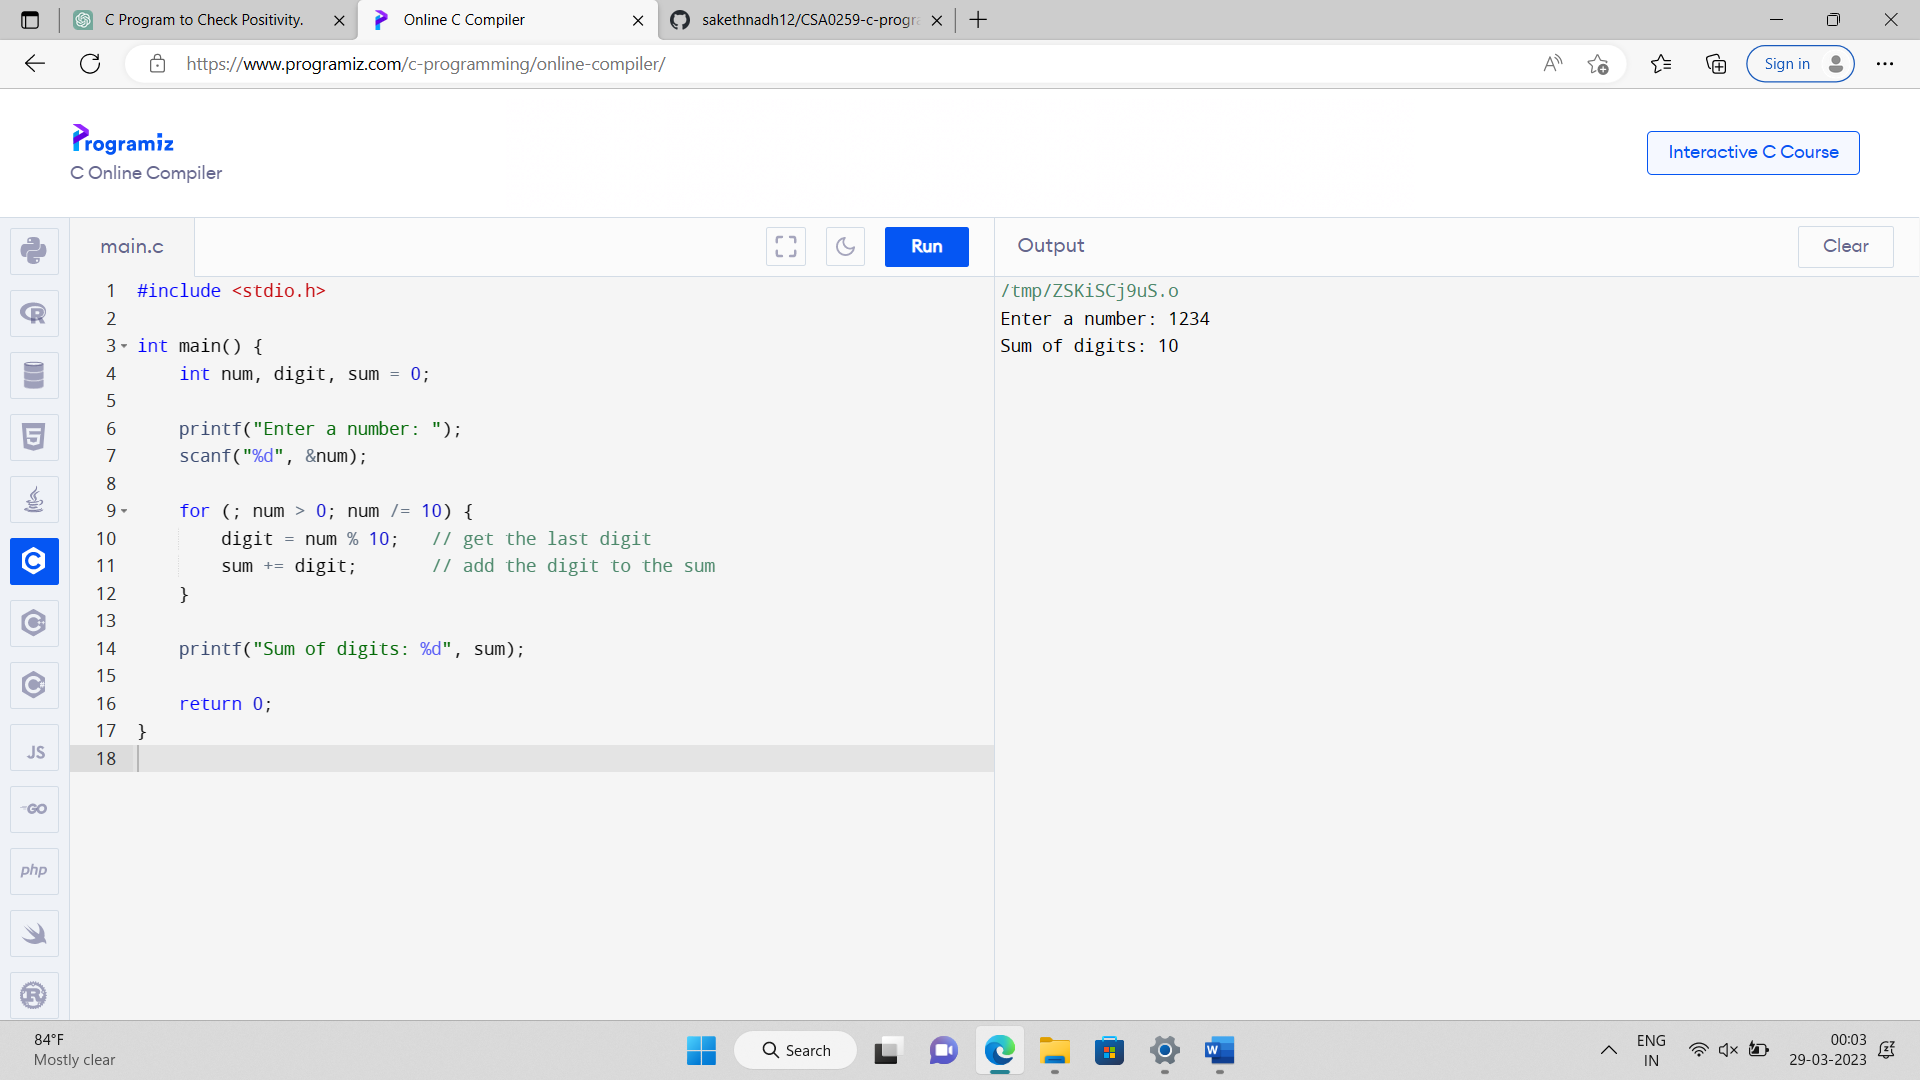 C Program to Check Positivity.
Online C Compiler
sakethnadh12/CSA0259-c-progra
https://www.programiz.com/c-programming/online-compiler/
Sign in
Programiz
C Online Compiler
Interactive C Course
main.c
Run
Output
Clear
1 #include <stdio.h>
2
3 int main() {
4     int num, digit, sum = 0;
5
6     printf("Enter a number: ");
7     scanf("%d", &num);
8
9     for (; num > 0; num /= 10) {
10         digit = num % 10;   // get the last digit
11         sum += digit;       // add the digit to the sum
12     }
13
14     printf("Sum of digits: %d", sum);
15
16     return 0;
17 }
18
/tmp/ZSKiSCj9uS.o
Enter a number: 1234
Sum of digits: 10
JS
GO
php
84°F
Mostly clear
Search
ENG
IN
00:03
29-03-2023